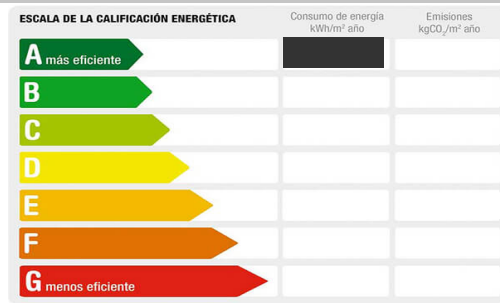 ESCALA DE LA CALIFICACIÓN ENERGÉTICA
Consumo de energía
kWh/m² año
Emisiones
kgCO₂/m² año
A más eficiente
B
C
D
E
F
G menos eficiente